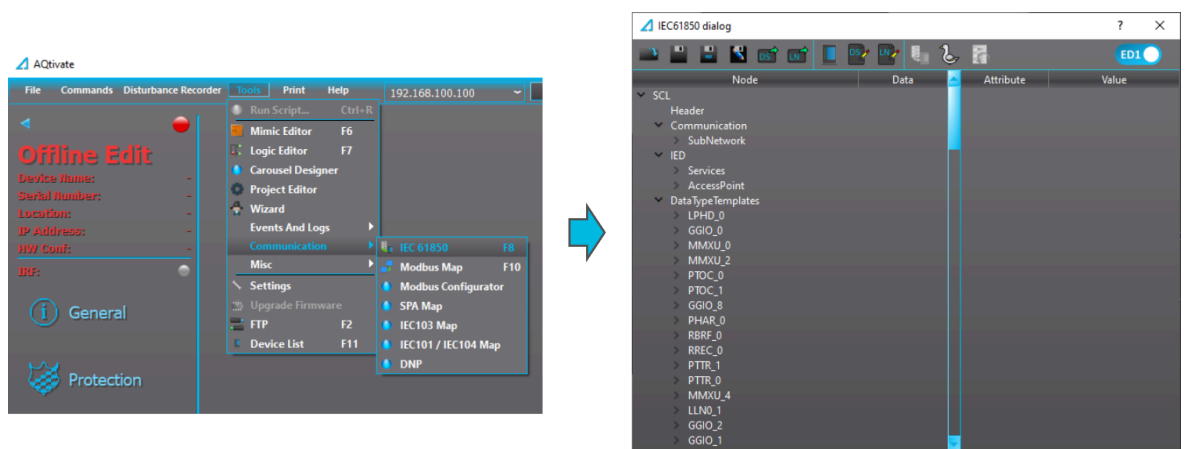 AQtivate
File Commands Disturbance Recorder Tools Print Help 192.168.100.100
Offline Edit
Device Name: -
Serial Number: -
Location: -
IP Address: -
HW Conf: -
IRF:
General
Protection
Run Script... Ctrl+R
Mimic Editor F6
Logic Editor F7
Carousel Designer
Project Editor
Wizard
Events And Logs
Communication
Misc
Settings
Upgrade Firmware
FTP F2
Device List F11
IEC 61850 F8
Modbus Map F10
Modbus Configurator
SPA Map
IEC103 Map
IEC101 / IEC104 Map
DNP
IEC61850 dialog
DS LN DS LN ED1
Node Data Attribute Value
SCL
Header
Communication
SubNetwork
IED
Services
AccessPoint
DataTypeTemplates
LPHD_0
GGIO_0
MMXU_0
MMXU_2
PTOC_0
PTOC_1
GGIO_8
PHAR_0
RBRF_0
RREC_0
PTTR_1
PTTR_0
MMXU_4
LLN0_1
GGIO_2
GGIO_1